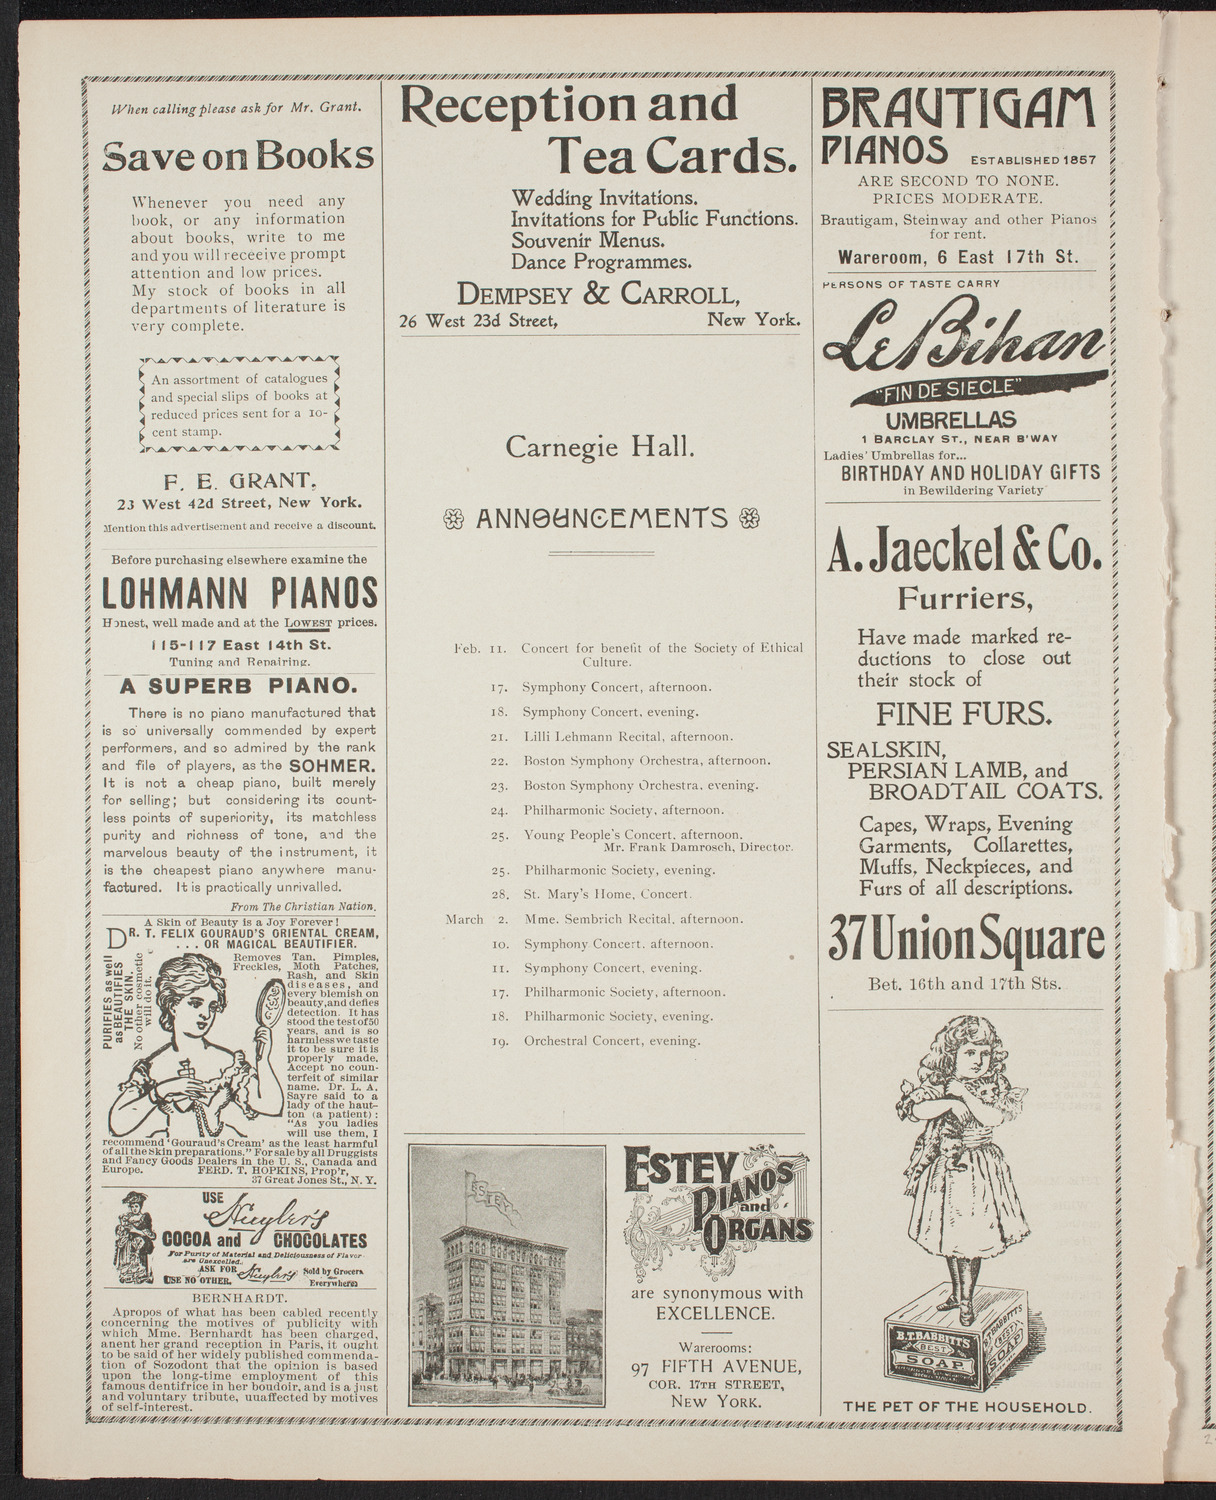 When calling please ask for Mr. Grant.
Save on Books
Whenever you need any
book, or any information
about books, write to me
and you will receeive prompt
attention and low prices.
My stock of books in all
departments of literature is
very complete.
An assortment of catalogues
and special slips of books at
reduced prices sent for a 10-
cent stamp.
F. E. GRANT,
23 West 42d Street, New York.
Mention this advertisement and receive a discount.
Before purchasing elsewhere examine the
LOHMANN PIANOS
Honest, well made and at the LOWEST prices.
115-117 East 14th St.
Tuning and Repairing.
A SUPERB PIANO.
There is no piano manufactured that
is so universally commended by expert
performers, and so admired by the rank
and file of players, as the SOHMER.
It is not a cheap piano, built merely
for selling; but considering its count-
less points of superiority, its matchless
purity and richness of tone, and the
marvelous beauty of the instrument, it
is the cheapest piano anywhere manu-
factured. It is practically unrivalled.
From The Christian Nation.
A Skin of Beauty is a Joy Forever!
DR. T. FELIX GOURAUD'S ORIENTAL CREAM,
. . . OR MAGICAL BEAUTIFIER.
PURIFIES as well
as BEAUTIFIES
THE SKIN.
No other cosmetic
will do it.
Removes Tan, Pimples,
Freckles, Moth Patches,
Rash, and Skin
diseases, and
every blemish on
beauty, and defies
detection. It has
stood the test of 50
years, and is so
harmless we taste
it to be sure it is
properly made.
Accept no coun-
terfeit of similar
name. Dr. L. A.
Sayre said to a
lady of the haut-
ton (a patient):
"As you ladies
will use them, I
recommend 'Gouraud's Cream' as the least harmful
of all the Skin preparations." For sale by all Druggists
and Fancy Goods Dealers in the U. S., Canada and
Europe. FERD. T. HOPKINS, Prop'r,
37 Great Jones St., N. Y.
USE
Huyler's
COCOA and CHOCOLATES
For Purity of Material and Deliciousness of Flavor
are Unexcelled.
ASK FOR Huyler's Sold by Grocers
USE NO OTHER. Everywhere
BERNHARDT.
Apropos of what has been cabled recently
concerning the motives of publicity with
which Mme. Bernhardt has been charged,
anent her grand reception in Paris, it ought
to be said of her widely published commenda-
tion of Sozodont that the opinion is based
upon the long-time employment of this
famous dentifrice in her boudoir, and is a just
and voluntary tribute, unaffected by motives
of self-interest.
Reception and
Tea Cards.
Wedding Invitations.
Invitations for Public Functions.
Souvenir Menus.
Dance Programmes.
DEMPSEY & CARROLL,
26 West 23d Street, New York.
Carnegie Hall.
ANNOUNCEMENTS
Feb. 11. Concert for benefit of the Society of Ethical
Culture.
17. Symphony Concert, afternoon.
18. Symphony Concert, evening.
21. Lilli Lehmann Recital, afternoon.
22. Boston Symphony Orchestra, afternoon.
23. Boston Symphony Orchestra, evening.
24. Philharmonic Society, afternoon.
25. Young People's Concert, afternoon.
Mr. Frank Damrosch, Director.
25. Philharmonic Society, evening.
28. St. Mary's Home, Concert.
March 2. Mme. Sembrich Recital, afternoon.
10. Symphony Concert, afternoon.
11. Symphony Concert, evening.
17. Philharmonic Society, afternoon.
18. Philharmonic Society, evening.
19. Orchestral Concert, evening.
ESTEY
ESTEY
PIANOS
and
ORGANS
are synonymous with
EXCELLENCE.
Warerooms:
97 FIFTH AVENUE,
COR. 17TH STREET,
NEW YORK.
BRAUTIGAM
PIANOS ESTABLISHED 1857
ARE SECOND TO NONE.
PRICES MODERATE.
Brautigam, Steinway and other Pianos
for rent.
Wareroom, 6 East 17th St.
PERSONS OF TASTE CARRY
Le Bihan
"FIN DE SIECLE"
UMBRELLAS
1 BARCLAY ST., NEAR B'WAY
Ladies' Umbrellas for...
BIRTHDAY AND HOLIDAY GIFTS
in Bewildering Variety
A. Jaeckel & Co.
Furriers,
Have made marked re-
ductions to close out
their stock of
FINE FURS.
SEALSKIN,
PERSIAN LAMB, and
BROADTAIL COATS.
Capes, Wraps, Evening
Garments, Collarettes,
Muffs, Neckpieces, and
Furs of all descriptions.
37 Union Square
Bet. 16th and 17th Sts.
B.T. BABBITT'S
BEST
SOAP
B.T. BABBITT'S
BEST
SOAP
THE PET OF THE HOUSEHOLD.